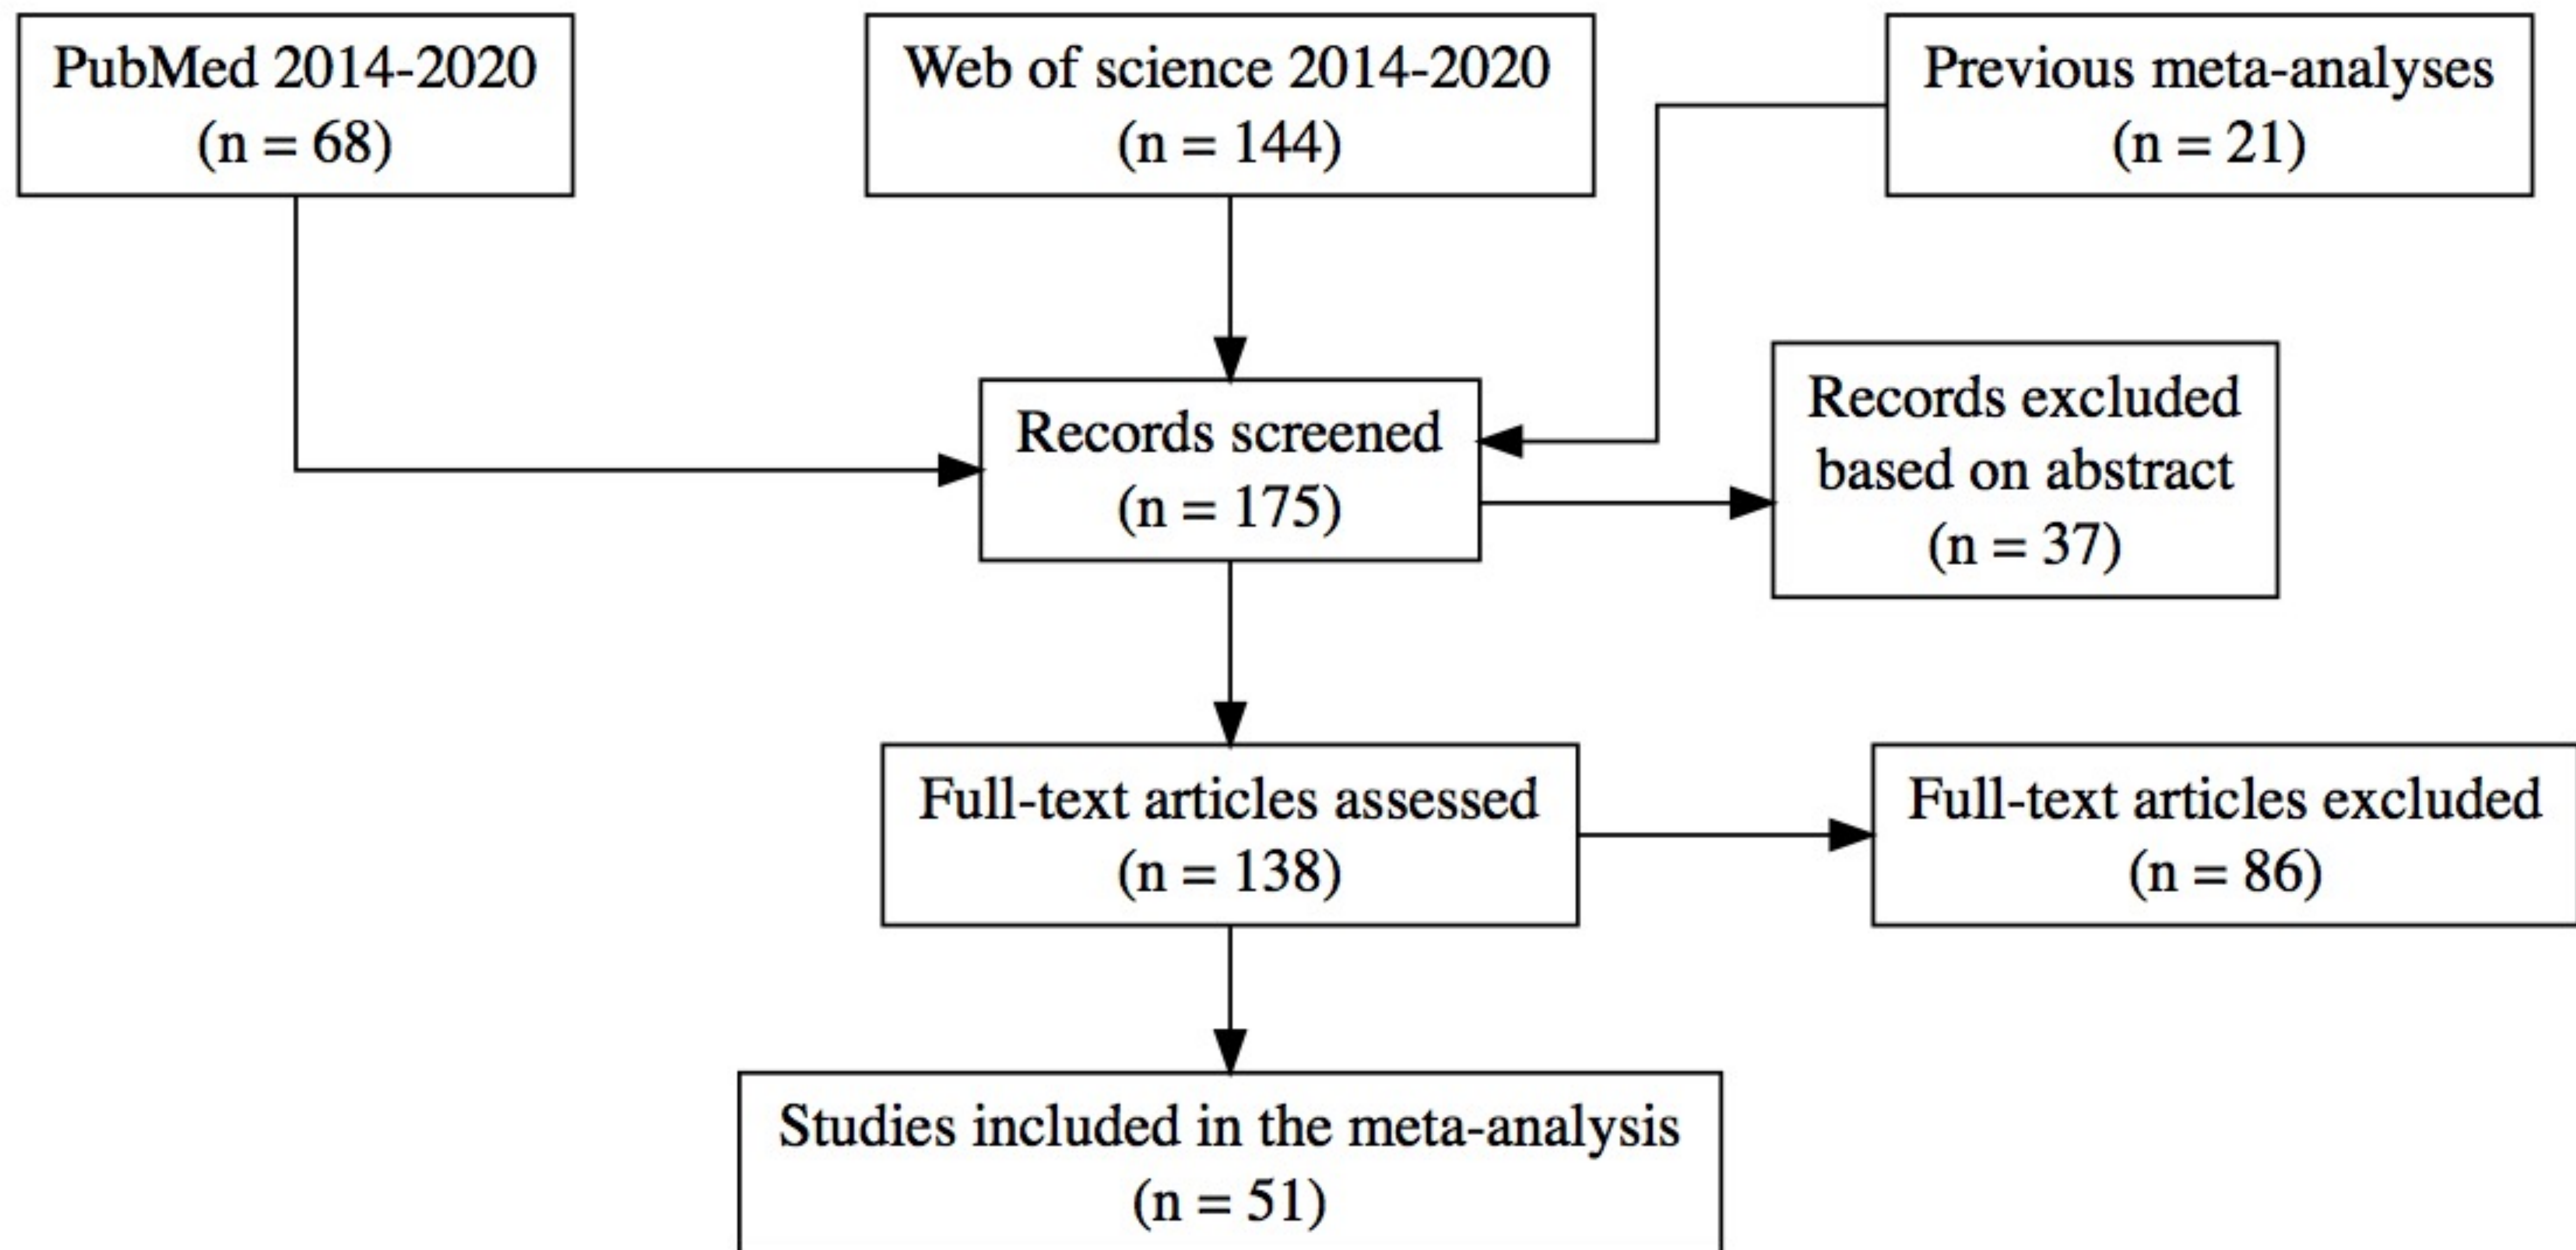 PubMed 2014-2020
(n = 68)
Web of science 2014-2020
(n = 144)
Previous meta-analyses
(n = 21)
Records screened
(n = 175)
Records excluded
based on abstract
(n = 37)
Full-text articles assessed
(n = 138)
Full-text articles excluded
(n = 86)
Studies included in the meta-analysis
(n = 51)